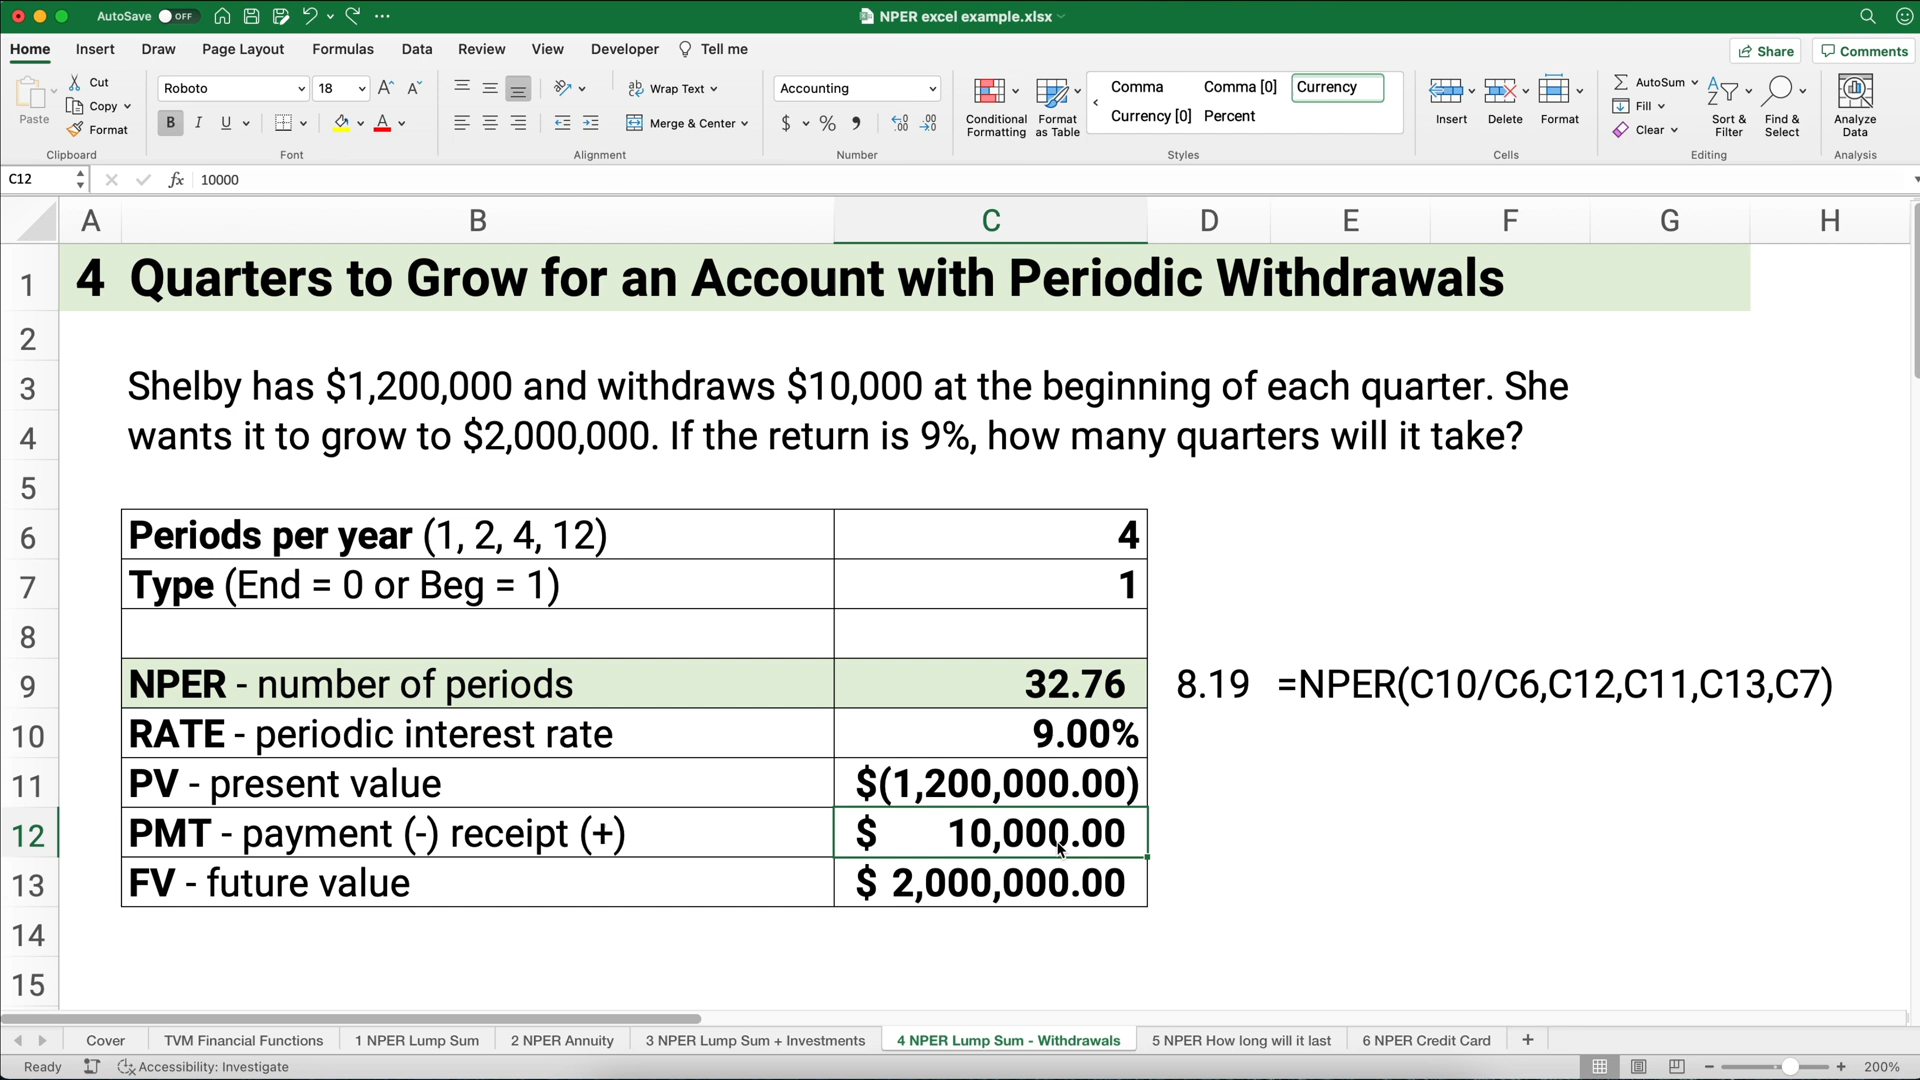 AutoSave OFF
NPER excel example.xlsx
Home Insert Draw Page Layout Formulas Data Review View Developer Tell me
Share Comments
Paste
Cut
Copy
Format
Clipboard
Roboto 18
B I U
Font
Wrap Text
Merge & Center
Alignment
Accounting
$ % 9
Number
Conditional Formatting
Format as Table
Comma Comma [0] Currency
Currency [0] Percent
Styles
Insert Delete Format
Cells
AutoSum
Fill
Clear
Sort & Filter
Find & Select
Editing
Analyze Data
Analysis
C12 fx 10000
A B C D E F G H
1 4 Quarters to Grow for an Account with Periodic Withdrawals
2
3 Shelby has $1,200,000 and withdraws $10,000 at the beginning of each quarter. She
4 wants it to grow to $2,000,000. If the return is 9%, how many quarters will it take?
5
6 Periods per year (1, 2, 4, 12) 4
7 Type (End = 0 or Beg = 1) 1
8
9 NPER - number of periods 32.76 8.19 =NPER(C10/C6,C12,C11,C13,C7)
10 RATE - periodic interest rate 9.00%
11 PV - present value $(1,200,000.00)
12 PMT - payment (-) receipt (+) $ 10,000.00
13 FV - future value $ 2,000,000.00
14
15
Cover TVM Financial Functions 1 NPER Lump Sum 2 NPER Annuity 3 NPER Lump Sum + Investments 4 NPER Lump Sum - Withdrawals 5 NPER How long will it last 6 NPER Credit Card +
Ready Accessibility: Investigate 200%